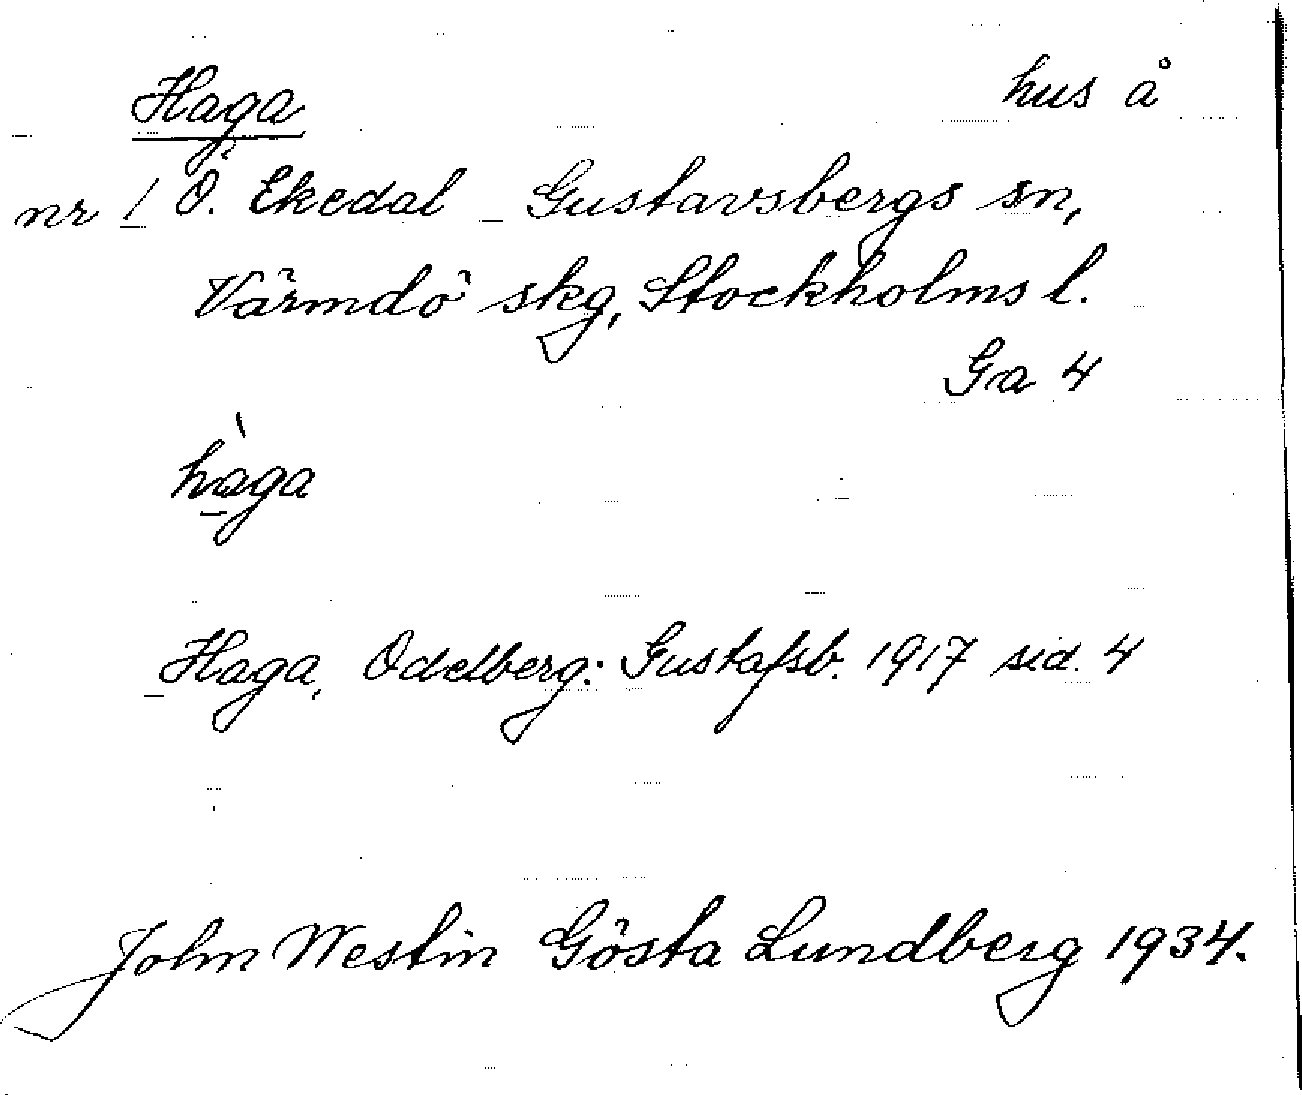 Haga hus å
nr 1 Ö. Ekedal Gustavsbergs sn,
Värmdö skg, Stockholms l.
Ga 4
hàga
Haga, Odelberg: Gustafsb. 1917 sid. 4
John Westin Gösta Lundberg 1934.